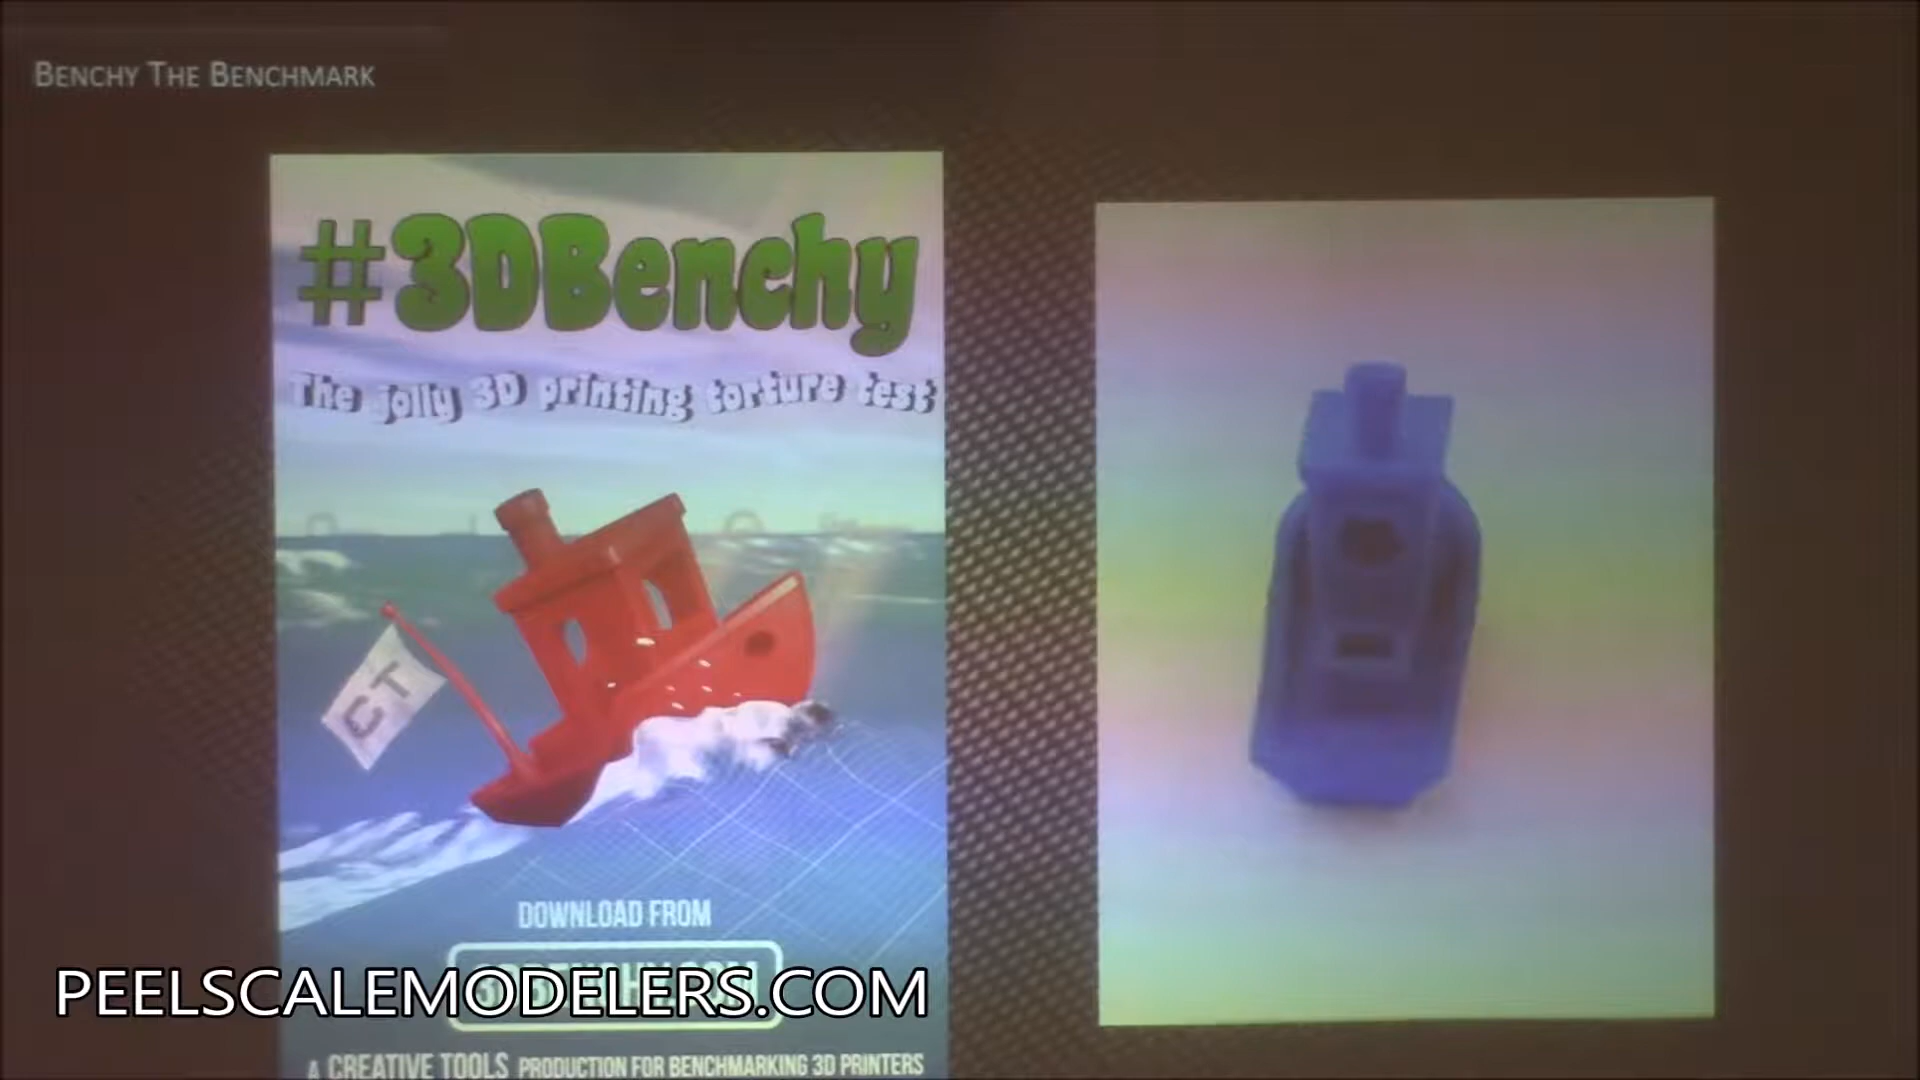 BENCHY THE BENCHMARK
#3DBenchy
The jolly 3D printing torture test
CT
DOWNLOAD FROM
PEELSCALEMODELERS.COM
A CREATIVE TOOLS PRODUCTION FOR BENCHMARKING 3D PRINTERS